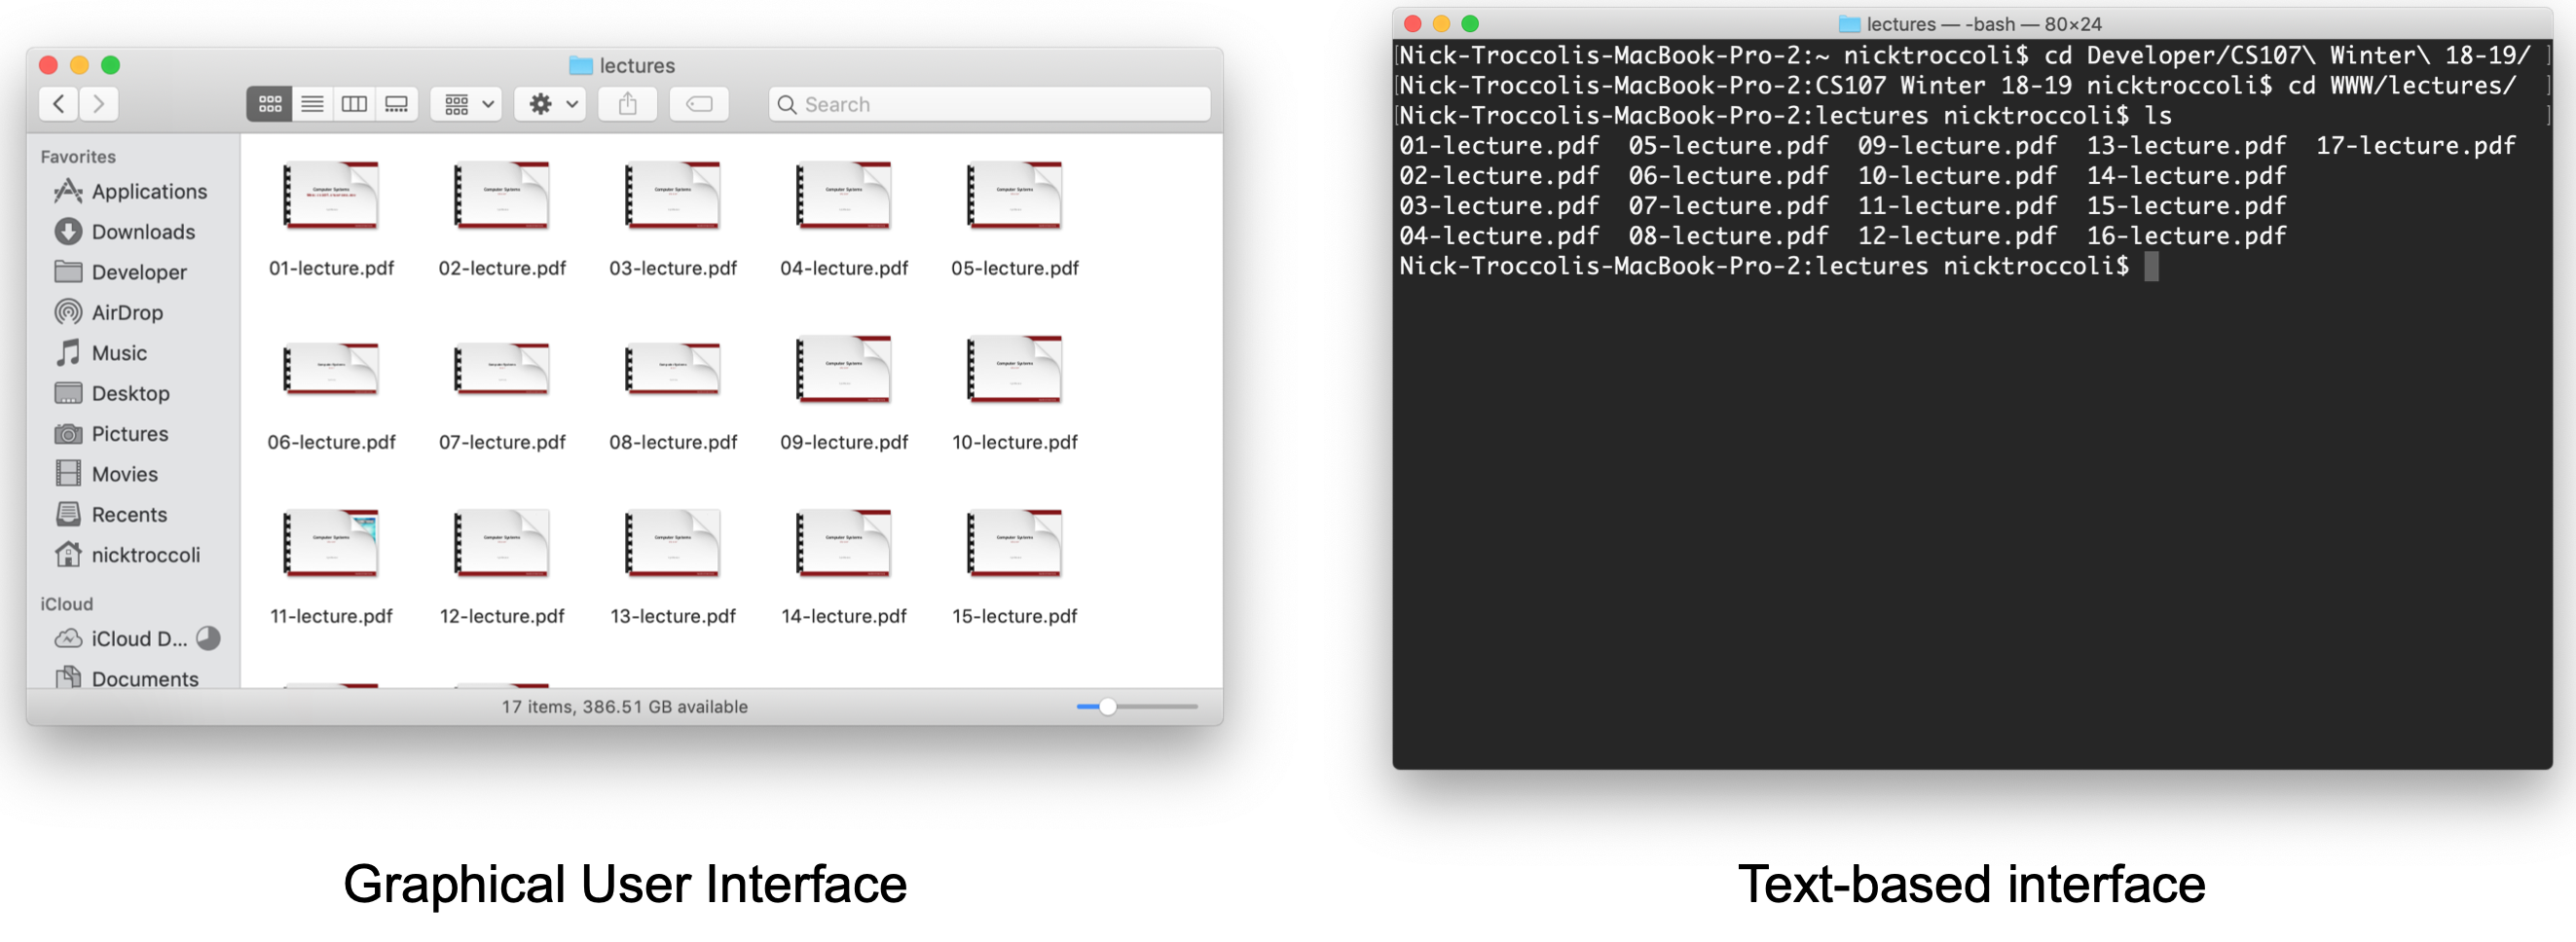 lectures
Search
Favorites
Applications
Downloads
Developer
AirDrop
Music
Desktop
Pictures
Movies
Recents
nicktroccoli
iCloud
iCloud D...
Documents
01-lecture.pdf 02-lecture.pdf 03-lecture.pdf 04-lecture.pdf 05-lecture.pdf
06-lecture.pdf 07-lecture.pdf 08-lecture.pdf 09-lecture.pdf 10-lecture.pdf
11-lecture.pdf 12-lecture.pdf 13-lecture.pdf 14-lecture.pdf 15-lecture.pdf
17 items, 386.51 GB available
Graphical User Interface
lectures — -bash — 80×24
[Nick-Troccolis-MacBook-Pro-2:~ nicktroccoli$ cd Developer/CS107\ Winter\ 18-19/ ]
[Nick-Troccolis-MacBook-Pro-2:CS107 Winter 18-19 nicktroccoli$ cd WWW/lectures/ ]
[Nick-Troccolis-MacBook-Pro-2:lectures nicktroccoli$ ls ]
01-lecture.pdf 05-lecture.pdf 09-lecture.pdf 13-lecture.pdf 17-lecture.pdf
02-lecture.pdf 06-lecture.pdf 10-lecture.pdf 14-lecture.pdf
03-lecture.pdf 07-lecture.pdf 11-lecture.pdf 15-lecture.pdf
04-lecture.pdf 08-lecture.pdf 12-lecture.pdf 16-lecture.pdf
Nick-Troccolis-MacBook-Pro-2:lectures nicktroccoli$
Text-based interface